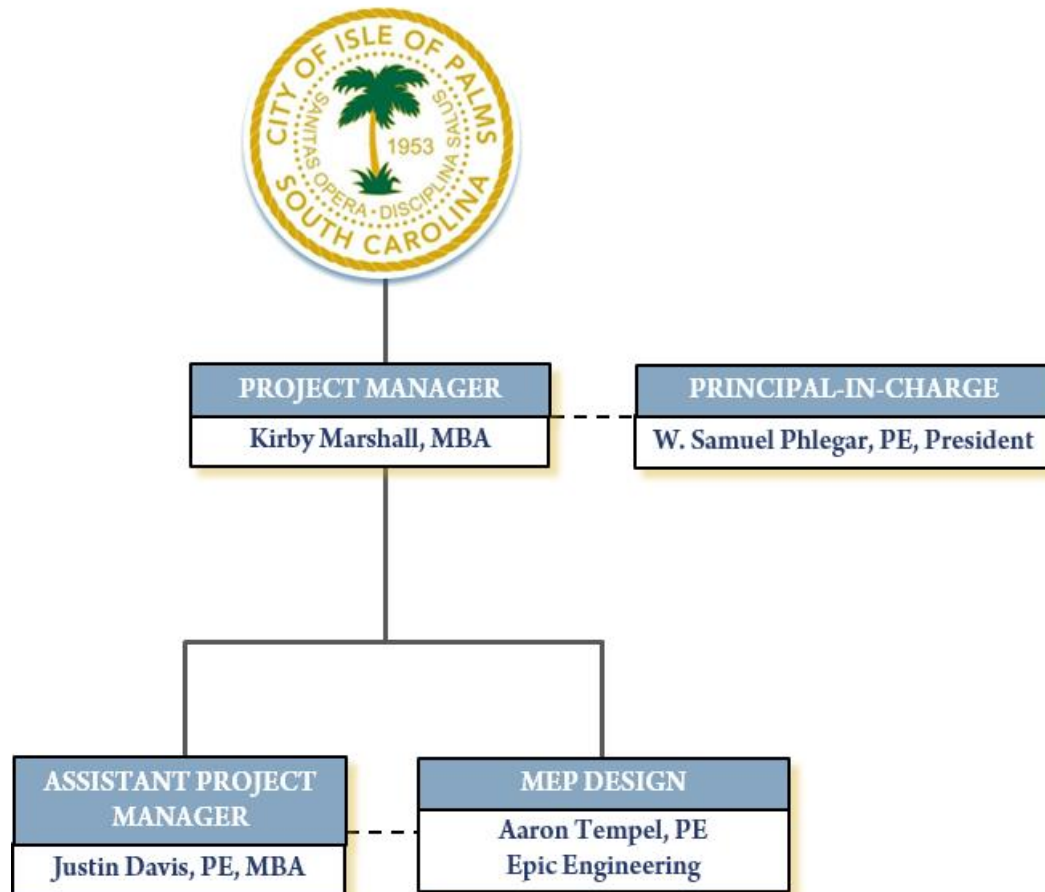 CITY OF ISLE OF PALMS
SANITAS OPERA · DISCIPLINA SALUS
1953
SOUTH CAROLINA
PROJECT MANAGER
Kirby Marshall, MBA
PRINCIPAL-IN-CHARGE
W. Samuel Phlegar, PE, President
ASSISTANT PROJECT
MANAGER
Justin Davis, PE, MBA
MEP DESIGN
Aaron Tempel, PE
Epic Engineering